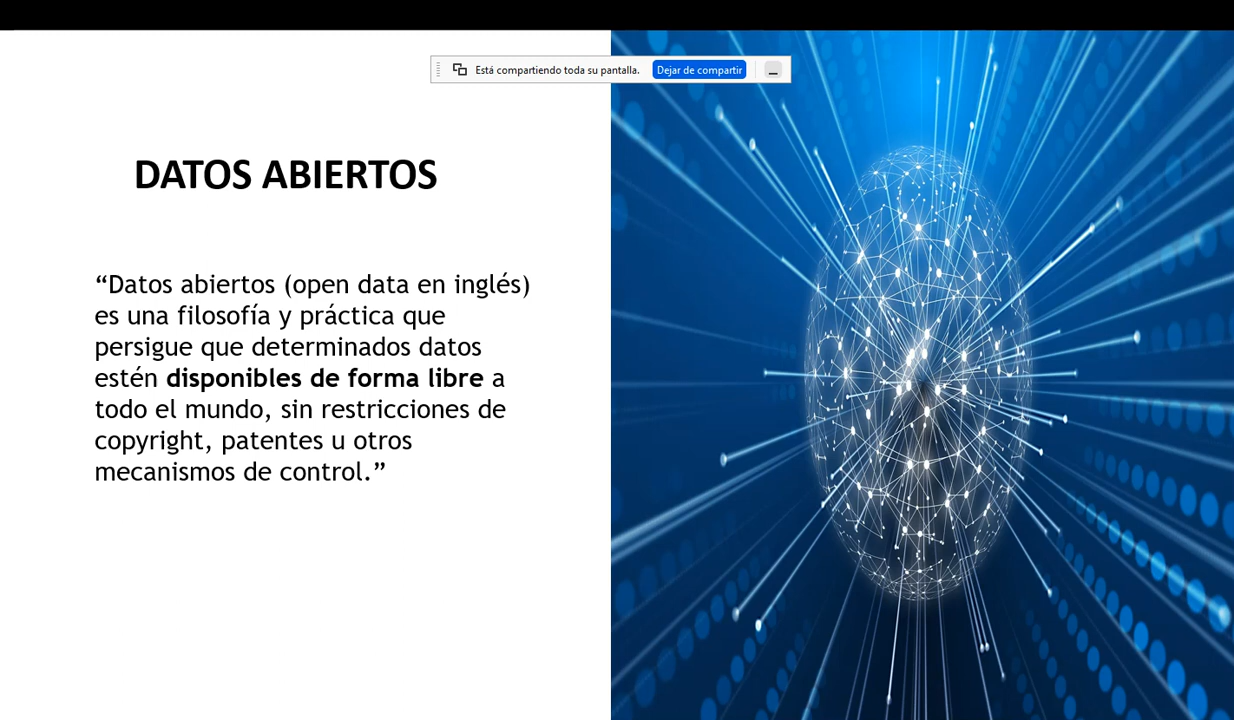 Está compartiendo toda su pantalla.
Dejar de compartir
DATOS ABIERTOS
“Datos abiertos (open data en inglés)
es una filosofía y práctica que
persigue que determinados datos
estén disponibles de forma libre a
todo el mundo, sin restricciones de
copyright, patentes u otros
mecanismos de control.”